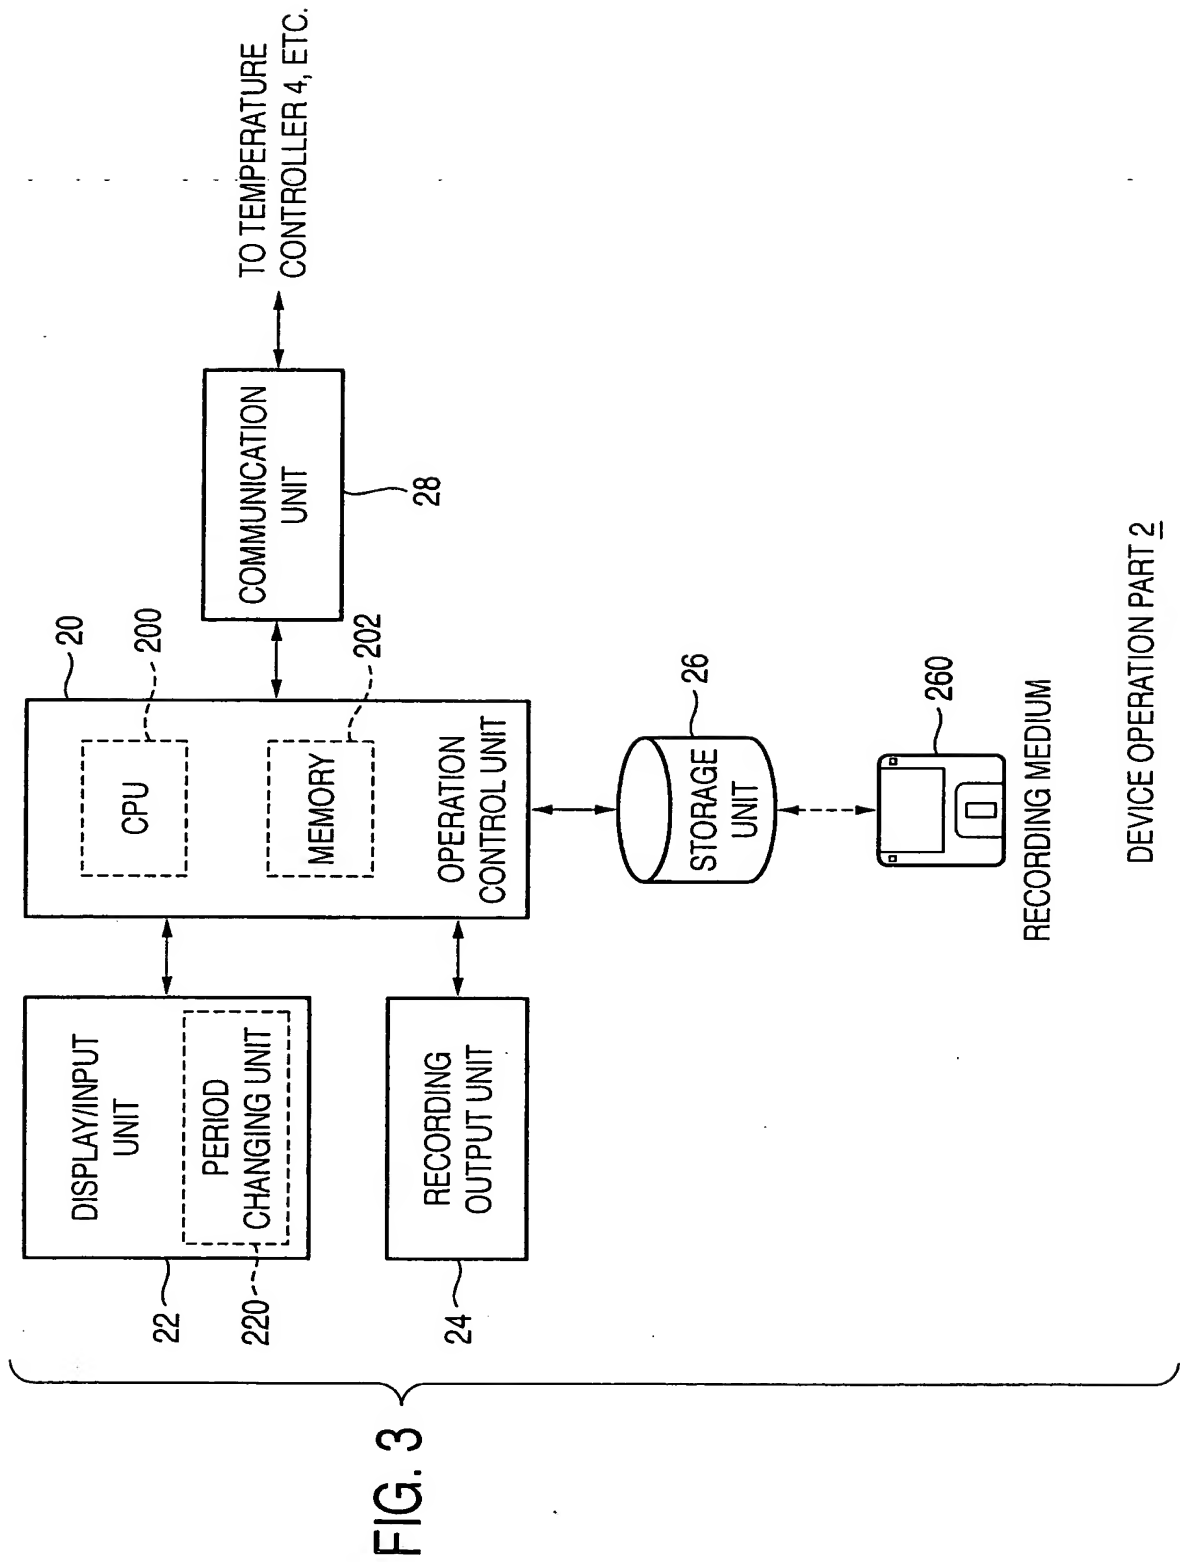 FIG. 3
22
DISPLAY/INPUT
UNIT
220
PERIOD
CHANGING UNIT
24
RECORDING
OUTPUT UNIT
20
CPU
200
MEMORY
202
OPERATION
CONTROL UNIT
COMMUNICATION
UNIT
28
TO TEMPERATURE
CONTROLLER 4, ETC.
STORAGE
UNIT
26
260
RECORDING MEDIUM
DEVICE OPERATION PART 2